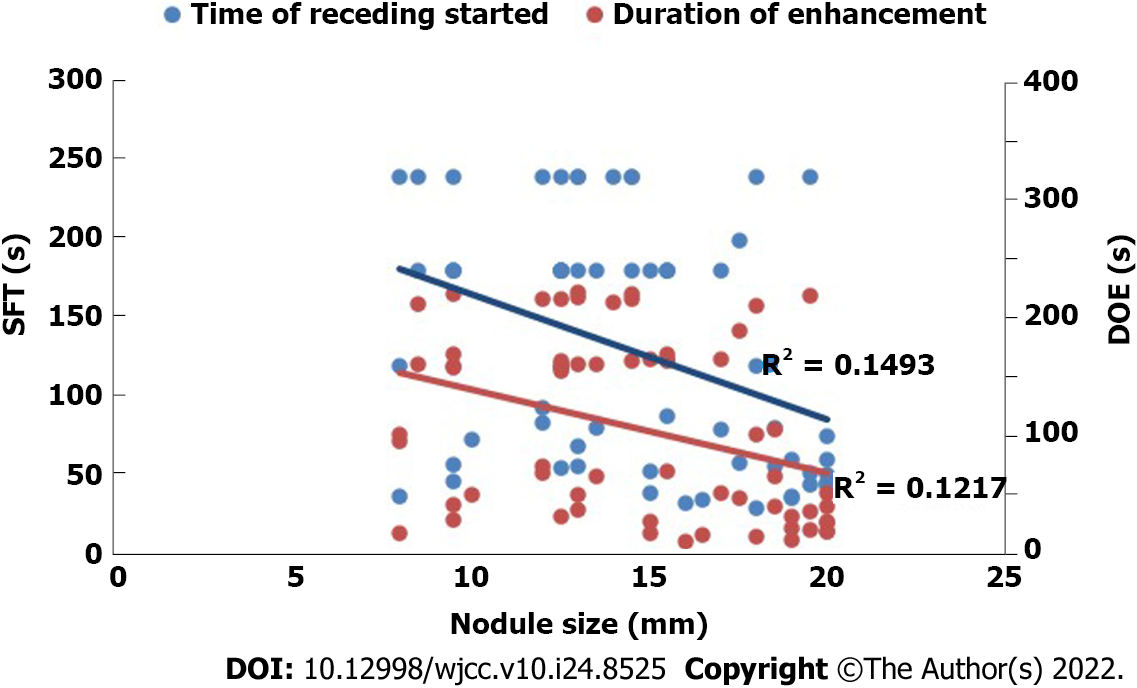 Time of receding started Duration of enhancement
300
250
200
150
100
50
0
SFT (s)
400
300
200
100
0
DOE (s)
R² = 0.1493
R² = 0.1217
0 5 10 15 20 25
Nodule size (mm)
DOI: 10.12998/wjcc.v10.i24.8525 Copyright ©The Author(s) 2022.